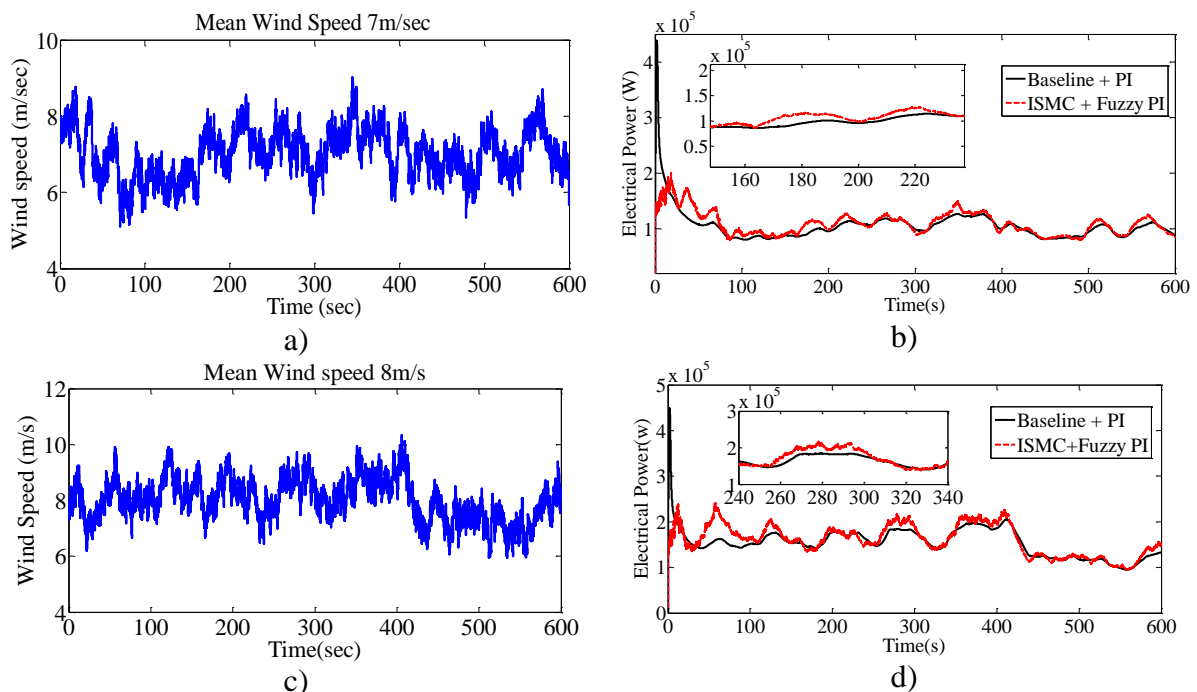 Mean Wind Speed 7m/sec
10
8
6
4
Wind speed (m/sec)
0 100 200 300 400 500 600
Time (sec)
a)
x 10^5
4
3
2
1
Electrical Power (W)
x 10^5
2
1.5
1
0.5
160 180 200 220
Baseline + PI
ISMC + Fuzzy PI
0 100 200 300 400 500 600
Time(s)
b)
Mean Wind speed 8m/s
12
10
8
6
4
Wind Speed (m/s)
0 100 200 300 400 500 600
Time(sec)
c)
x 10^5
5
4
3
2
1
0
Electrical Power(w)
x 10^5
3
2
1
240 260 280 300 320 340
Baseline + PI
ISMC+Fuzzy PI
0 100 200 300 400 500 600
Time(s)
d)